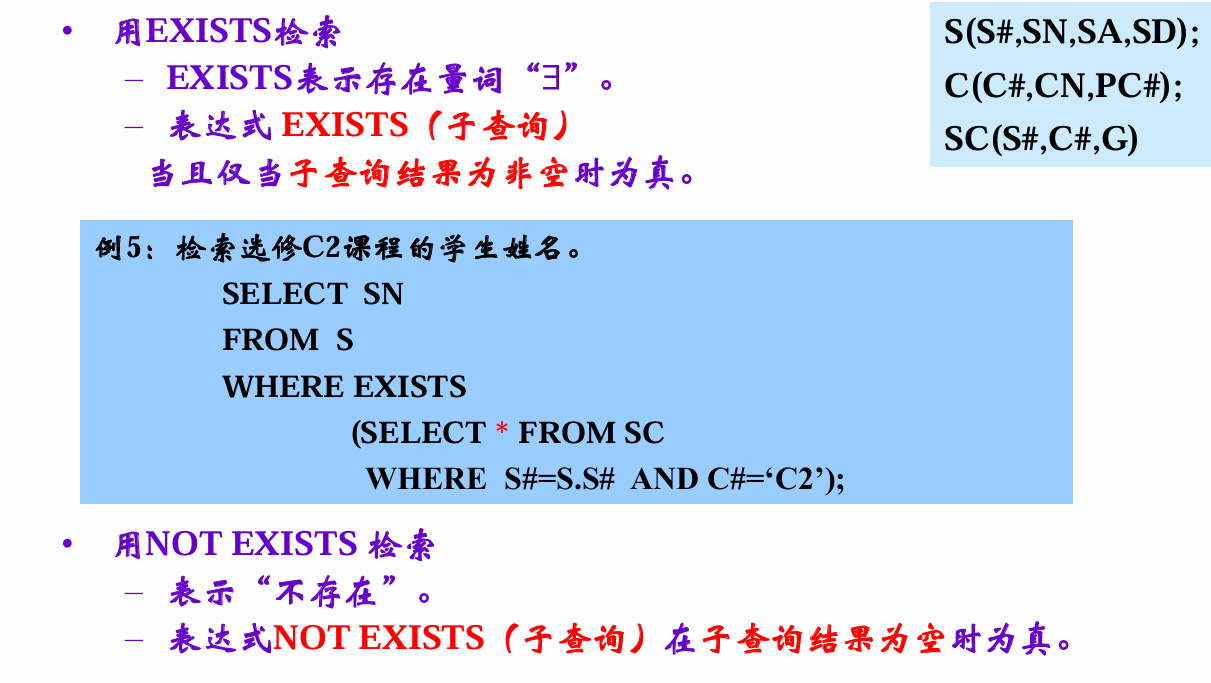 • 用EXISTS检索
– EXISTS表示存在量词“∃”。
– 表达式 EXISTS（子查询）
当且仅当子查询结果为非空时为真。
S(S#,SN,SA,SD);
C(C#,CN,PC#);
SC(S#,C#,G)
例5：检索选修C2课程的学生姓名。
SELECT SN
FROM S
WHERE EXISTS
(SELECT * FROM SC
WHERE S#=S.S# AND C#=‘C2’);
• 用NOT EXISTS 检索
– 表示“不存在”。
– 表达式NOT EXISTS（子查询）在子查询结果为空时为真。